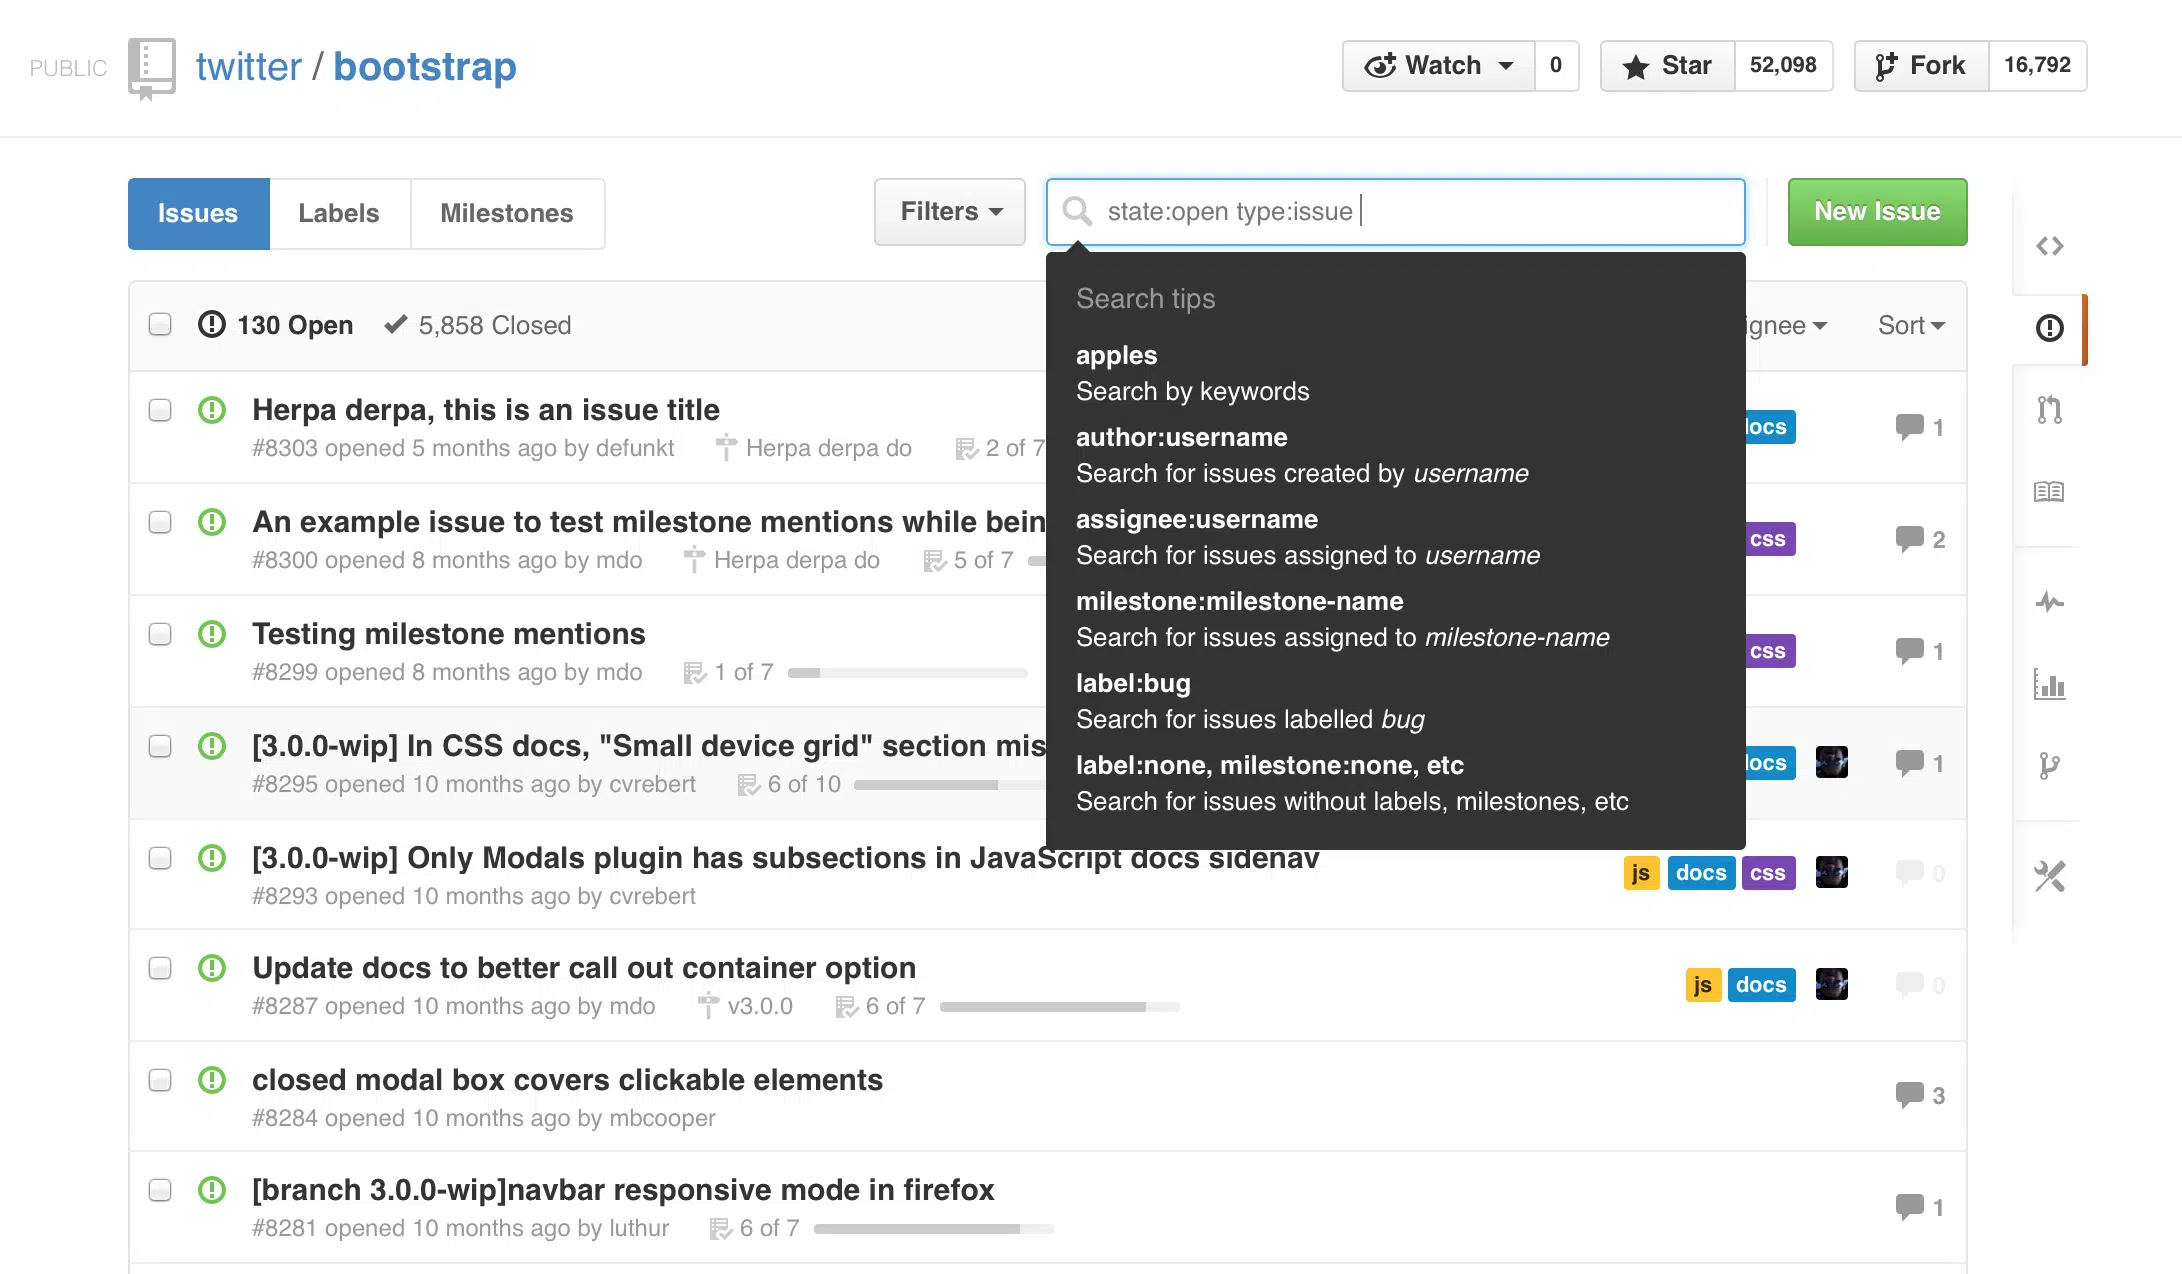 PUBLIC twitter / bootstrap Watch 0 Star 52,098 Fork 16,792
Issues Labels Milestones Filters state:open type:issue New Issue
130 Open 5,858 Closed Sort
Search tips
apples
Search by keywords
author:username
Search for issues created by username
assignee:username
Search for issues assigned to username
milestone:milestone-name
Search for issues assigned to milestone-name
label:bug
Search for issues labelled bug
label:none, milestone:none, etc
Search for issues without labels, milestones, etc
Herpa derpa, this is an issue title
#8303 opened 5 months ago by defunkt Herpa derpa do 2 of 7
1
An example issue to test milestone mentions while bein
#8300 opened 8 months ago by mdo Herpa derpa do 5 of 7
css 2
Testing milestone mentions
#8299 opened 8 months ago by mdo 1 of 7
css 1
[3.0.0-wip] In CSS docs, "Small device grid" section mis
#8295 opened 10 months ago by cvrebert 6 of 10
1
[3.0.0-wip] Only Modals plugin has subsections in JavaScript docs sidenav
js docs css 0
#8293 opened 10 months ago by cvrebert
Update docs to better call out container option
js docs 0
#8287 opened 10 months ago by mdo v3.0.0 6 of 7
closed modal box covers clickable elements
3
#8284 opened 10 months ago by mbcooper
[branch 3.0.0-wip]navbar responsive mode in firefox
1
#8281 opened 10 months ago by luthur 6 of 7